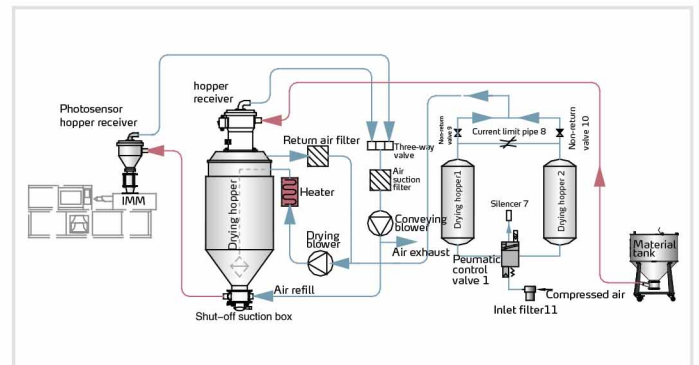 hopper
receiver
Photosensor
hopper receiver
Return air filter
Non-return
valve 9
Current limit pipe 8
Non-return
valve 10
Three-way
valve
Air
suction
filter
Heater
IMM
Drying hopper
Drying hopper1
Silencer 7
Drying hopper 2
Conveying
blower
Drying
blower
Air exhaust
Peumatic
control
valve 1
Material
tank
Air refill
Compressed air
Inlet filter11
Shut-off suction box